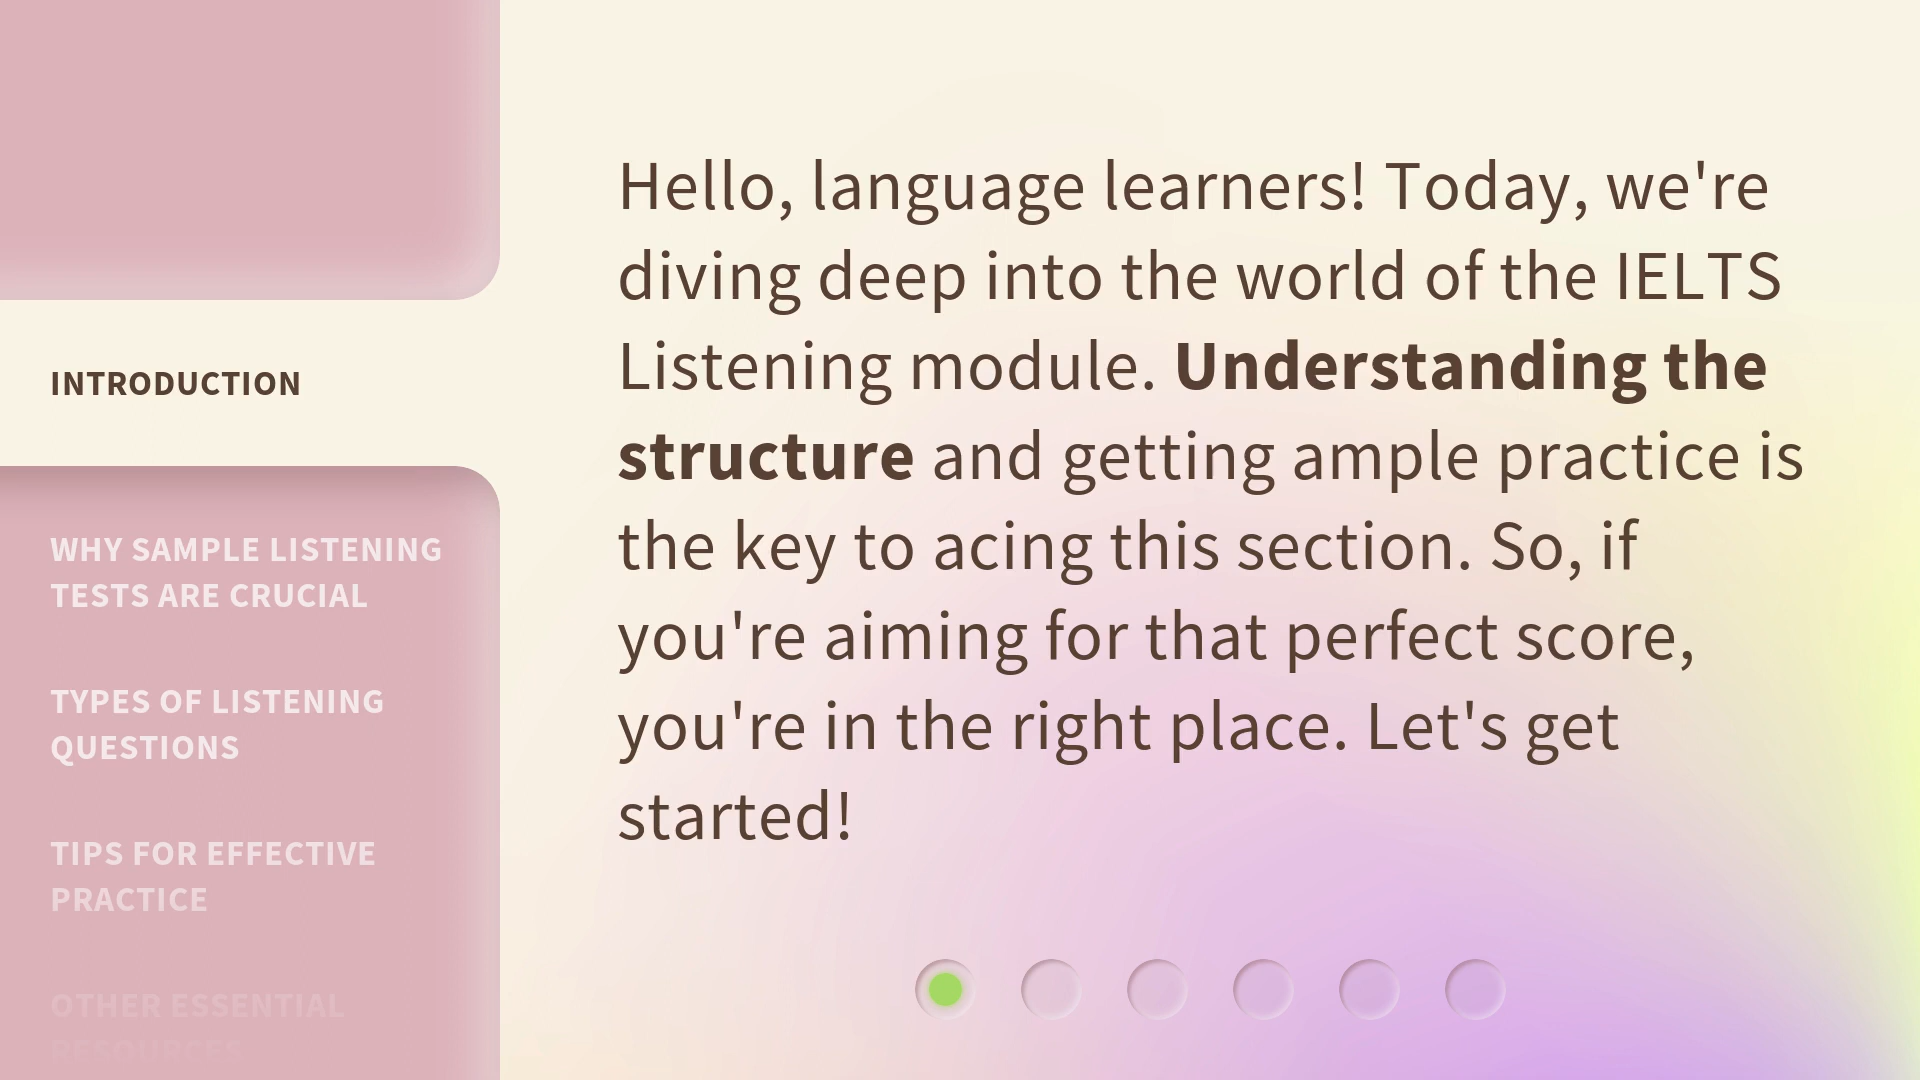 INTRODUCTION
WHY SAMPLE LISTENING
TESTS ARE CRUCIAL
TYPES OF LISTENING
QUESTIONS
TIPS FOR EFFECTIVE
PRACTICE
OTHER ESSENTIAL
RESOURCES
Hello, language learners! Today, we're
diving deep into the world of the IELTS
Listening module. Understanding the
structure and getting ample practice is
the key to acing this section. So, if
you're aiming for that perfect score,
you're in the right place. Let's get
started!